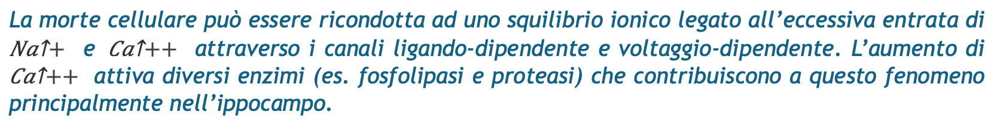 La morte cellulare può essere ricondotta ad uno squilibrio ionico legato all’eccessiva entrata di
Na↑+ e Ca↑++ attraverso i canali ligando-dipendente e voltaggio-dipendente. L’aumento di
Ca↑++ attiva diversi enzimi (es. fosfolipasi e proteasi) che contribuiscono a questo fenomeno
principalmente nell’ippocampo.